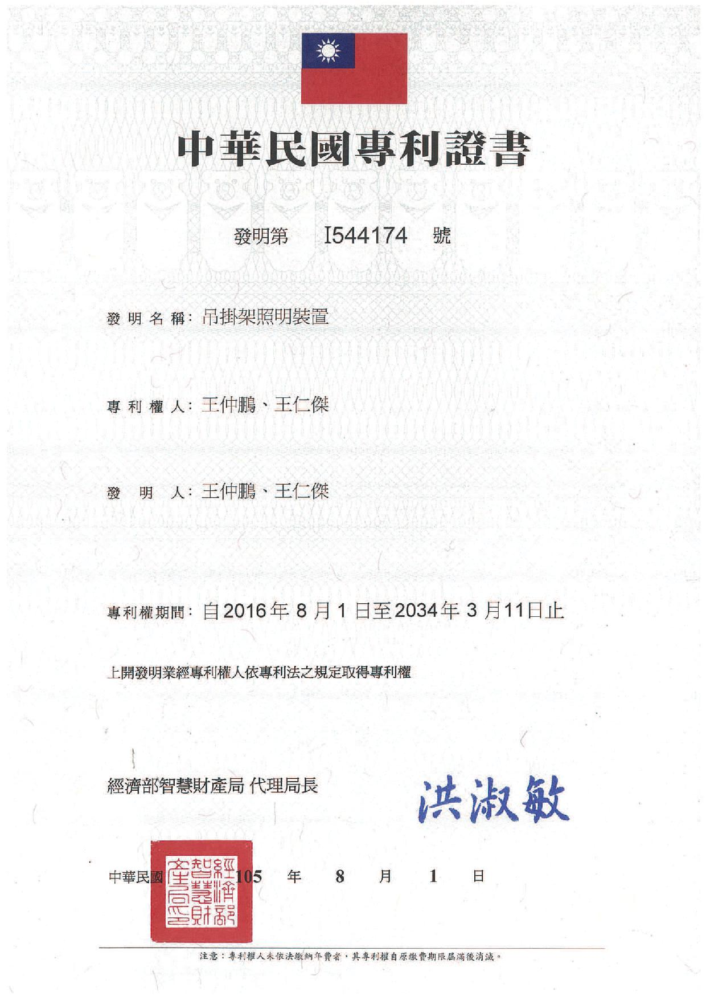 中華民國專利證書
發明第 I544174 號
發明名稱：吊掛架照明裝置
專利權人：王仲鵬、王仁傑
發明人：王仲鵬、王仁傑
專利權期間：自2016年 8 月 1 日至2034年 3 月11日止
上開發明業經專利權人依專利法之規定取得專利權
經濟部智慧財產局 代理局長
洪淑敏
中華民國 105 年 8 月 1 日
經濟部智慧財產局印
注意：專利權人未依法繳納年費者，其專利權自原繳費期限屆滿後消滅。